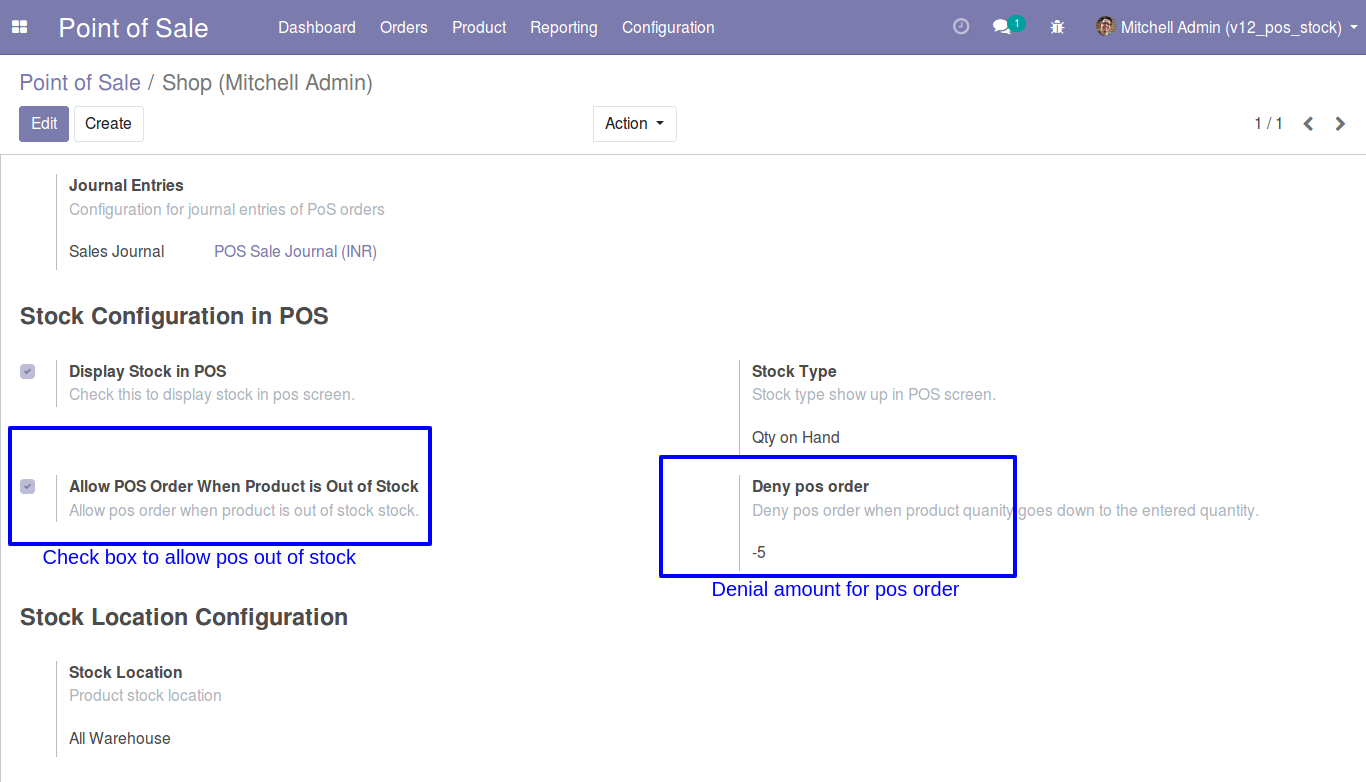 Point of Sale Dashboard Orders Product Reporting Configuration 1 Mitchell Admin (v12_pos_stock)
Point of Sale / Shop (Mitchell Admin)
Edit Create Action 1 / 1
Journal Entries
Configuration for journal entries of PoS orders
Sales Journal POS Sale Journal (INR)
Stock Configuration in POS
Display Stock in POS
Check this to display stock in pos screen.
Stock Type
Stock type show up in POS screen.
Qty on Hand
Allow POS Order When Product is Out of Stock
Allow pos order when product is out of stock stock.
Check box to allow pos out of stock
Deny pos order
Deny pos order when product quanity goes down to the entered quantity.
-5
Denial amount for pos order
Stock Location Configuration
Stock Location
Product stock location
All Warehouse